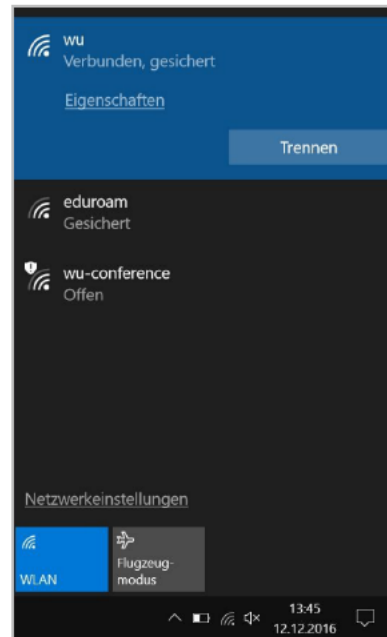 wu
Verbunden, gesichert
Eigenschaften
Trennen
eduroam
Gesichert
wu-conference
Offen
Netzwerkeinstellungen
WLAN
Flugzeug-
modus
13:45
12.12.2016